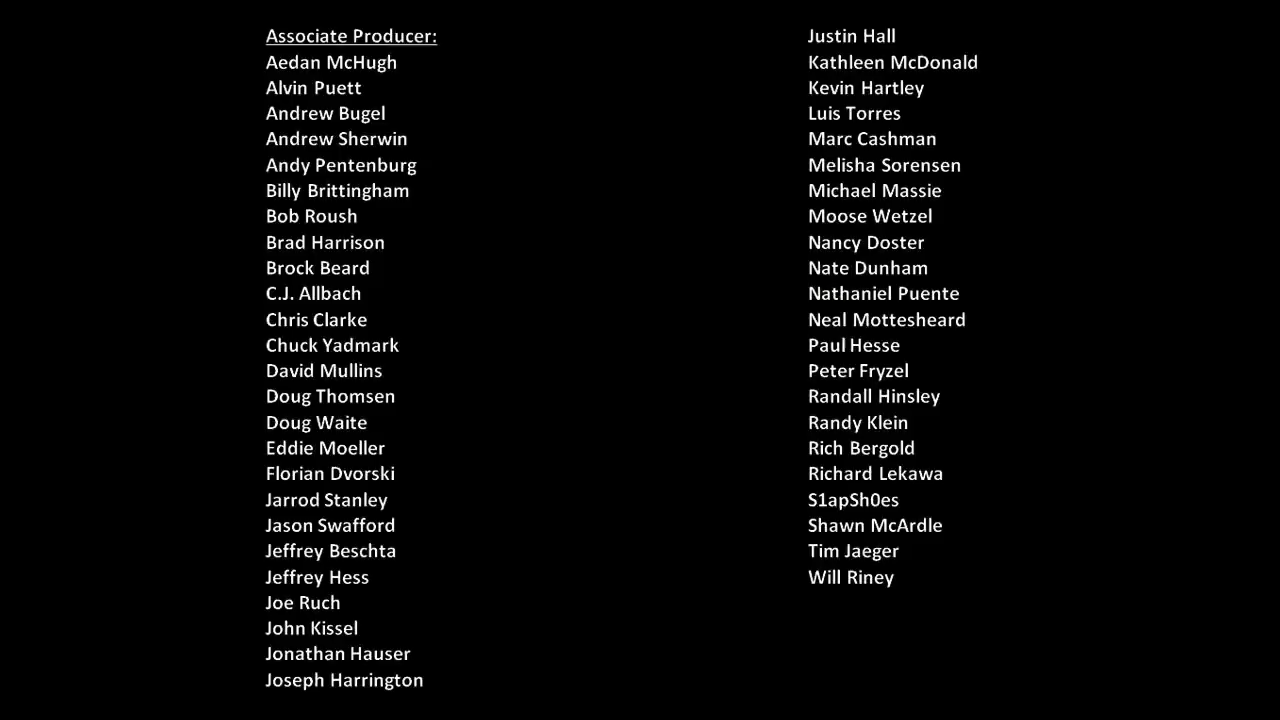 Associate Producer:
Aedan McHugh
Alvin Puett
Andrew Bugel
Andrew Sherwin
Andy Pentenburg
Billy Brittingham
Bob Roush
Brad Harrison
Brock Beard
C.J. Allbach
Chris Clarke
Chuck Yadmark
David Mullins
Doug Thomsen
Doug Waite
Eddie Moeller
Florian Dvorski
Jarrod Stanley
Jason Swafford
Jeffrey Beschta
Jeffrey Hess
Joe Ruch
John Kissel
Jonathan Hauser
Joseph Harrington
Justin Hall
Kathleen McDonald
Kevin Hartley
Luis Torres
Marc Cashman
Melisha Sorensen
Michael Massie
Moose Wetzel
Nancy Doster
Nate Dunham
Nathaniel Puente
Neal Mottesheard
Paul Hesse
Peter Fryzel
Randall Hinsley
Randy Klein
Rich Bergold
Richard Lekawa
S1apSh0es
Shawn McArdle
Tim Jaeger
Will Riney